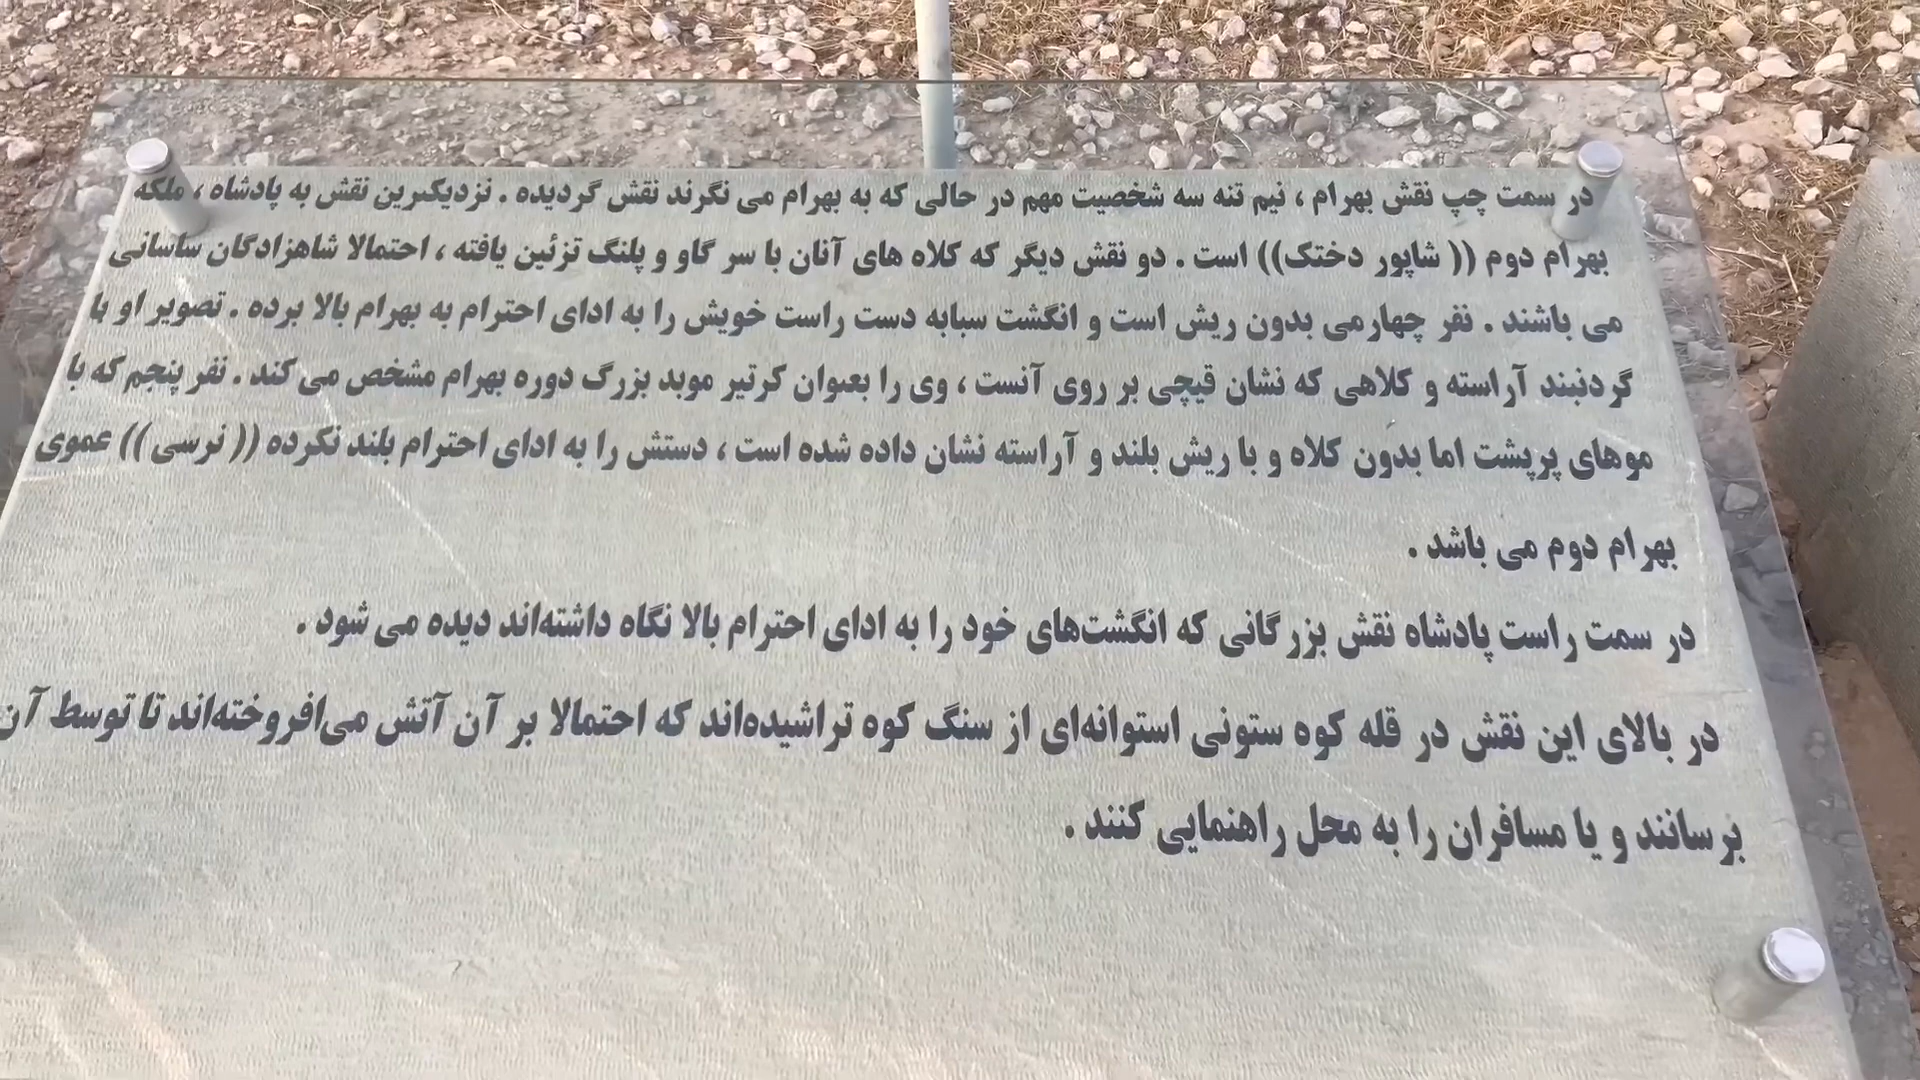 در سمت چپ نقش بهرام ، نیم تنه سه شخصیت مهم در حالی که به بهرام می نگرند نقش گردیده . نزدیکترین نقش به پادشاه ، ملکه
بهرام دوم (( شاپور دختک)) است . دو نقش دیگر که کلاه های آنان با سر گاو و پلنگ تزئین یافته ، احتمالا شاهزادگان ساسانی
می باشند . نفر چهارمی بدون ریش است و انگشت سبابه دست راست خویش را به ادای احترام به بهرام بالا برده . تصویر او با
گردنبند آراسته و کلاهی که نشان قیچی بر روی آنست ، وی را بعنوان کرتیر موبد بزرگ دوره بهرام مشخص می کند . نفر پنجم که با
موهای پرپشت اما بدون کلاه و با ریش بلند و آراسته نشان داده شده است ، دستش را به ادای احترام بلند نکرده (( نرسی )) عموی
بهرام دوم می باشد .
در سمت راست پادشاه نقش بزرگانی که انگشت‌های خود را به ادای احترام بالا نگاه داشته‌اند دیده می شود .
در بالای این نقش در قله کوه ستونی استوانه‌ای از سنگ کوه تراشیده‌اند که احتمالا بر آن آتش می‌افروخته‌اند تا توسط آن
برسانند و یا مسافران را به محل راهنمایی کنند .